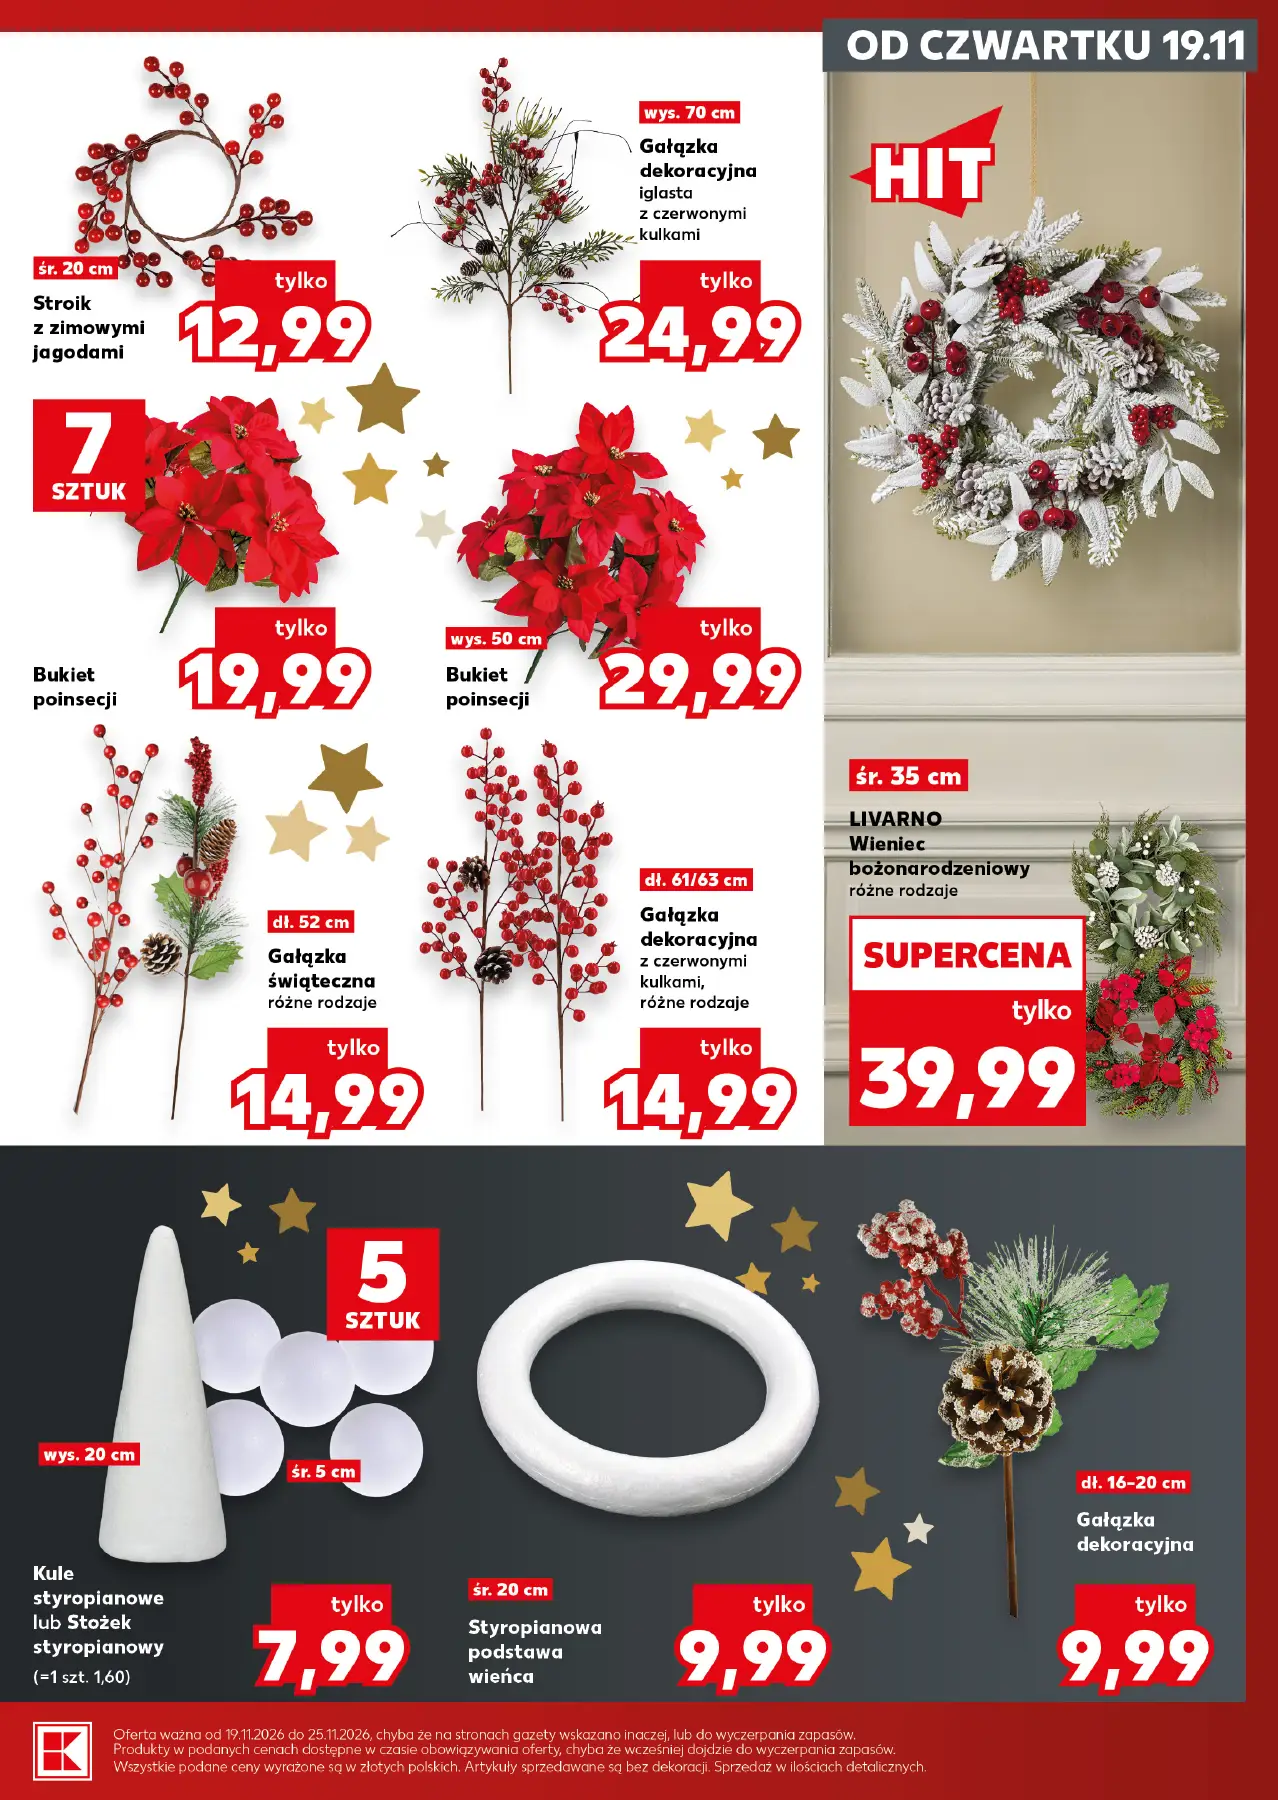 OD CZWARTKU 19.11
śr. 20 cm
Stroik
z zimowymi
jagodami
tylko
12,99
wys. 70 cm
Gałązka
dekoracyjna
iglasta
z czerwonymi
kulkami
tylko
24,99
HIT
7
SZTUK
Bukiet
poinsecji
tylko
19,99
wys. 50 cm
Bukiet
poinsecji
tylko
29,99
dł. 52 cm
Gałązka
świąteczna
różne rodzaje
tylko
14,99
dł. 61/63 cm
Gałązka
dekoracyjna
z czerwonymi
kulkami,
różne rodzaje
tylko
14,99
śr. 35 cm
LIVARNO
Wieniec
bożonarodzeniowy
różne rodzaje
SUPERCENA
tylko
39,99
5
SZTUK
wys. 20 cm
śr. 5 cm
Kule
styropianowe
lub Stożek
styropianowy
(=1 szt. 1,60)
tylko
7,99
śr. 20 cm
Styropianowa
podstawa
wieńca
tylko
9,99
dł. 16-20 cm
Gałązka
dekoracyjna
tylko
9,99
K
Oferta ważna od 19.11.2026 do 25.11.2026, chyba że na stronach gazety wskazano inaczej, lub do wyczerpania zapasów.
Produkty w podanych cenach dostępne w czasie obowiązywania oferty, chyba że wcześniej dojdzie do wyczerpania zapasów.
Wszystkie podane ceny wyrażone są w złotych polskich. Artykuły sprzedawane są bez dekoracji. Sprzedaż w ilościach detalicznych.